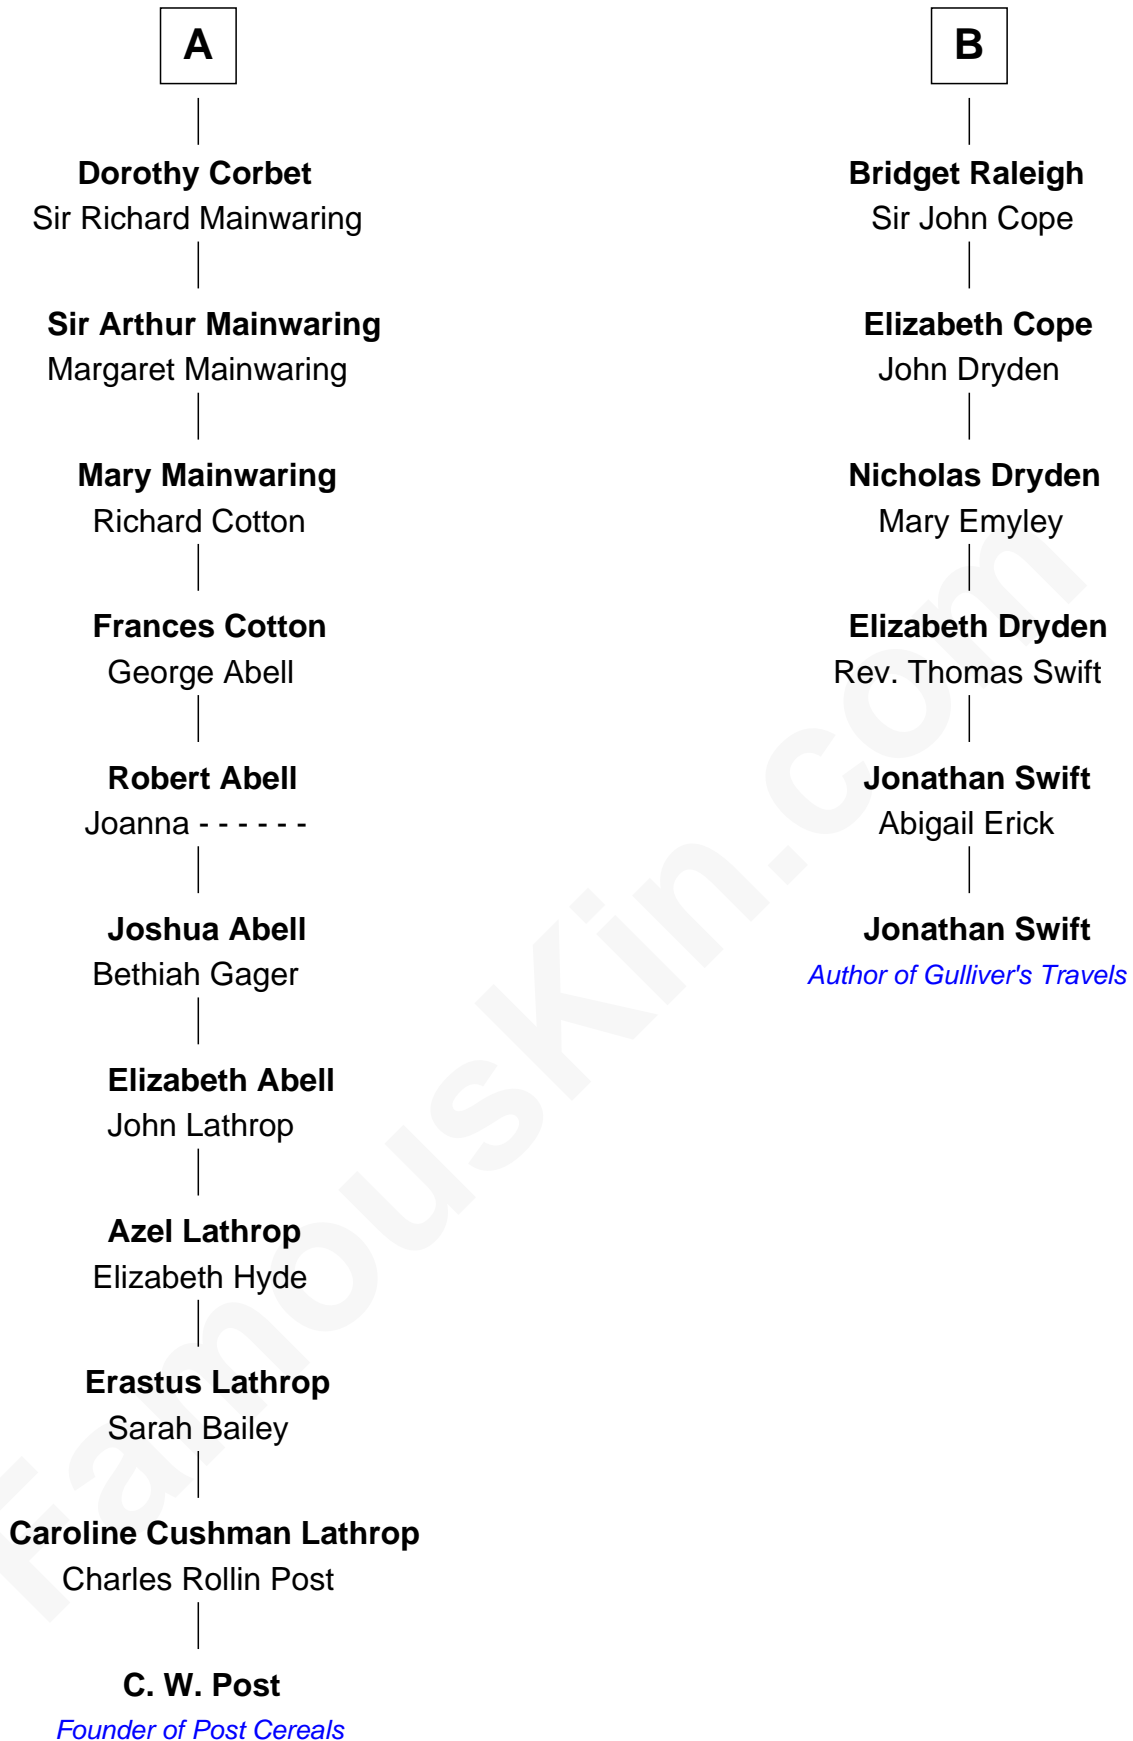 A
Dorothy Corbet
Sir Richard Mainwaring
Sir Arthur Mainwaring
Margaret Mainwaring
Mary Mainwaring
Richard Cotton
Frances Cotton
George Abell
Robert Abell
Joanna - - - - - -
Joshua Abell
Bethiah Gager
Elizabeth Abell
John Lathrop
Azel Lathrop
Elizabeth Hyde
Erastus Lathrop
Sarah Bailey
Caroline Cushman Lathrop
Charles Rollin Post
C. W. Post
Founder of Post Cereals
B
Bridget Raleigh
Sir John Cope
Elizabeth Cope
John Dryden
Nicholas Dryden
Mary Emyley
Elizabeth Dryden
Rev. Thomas Swift
Jonathan Swift
Abigail Erick
Jonathan Swift
Author of Gulliver's Travels
FamousKin.com